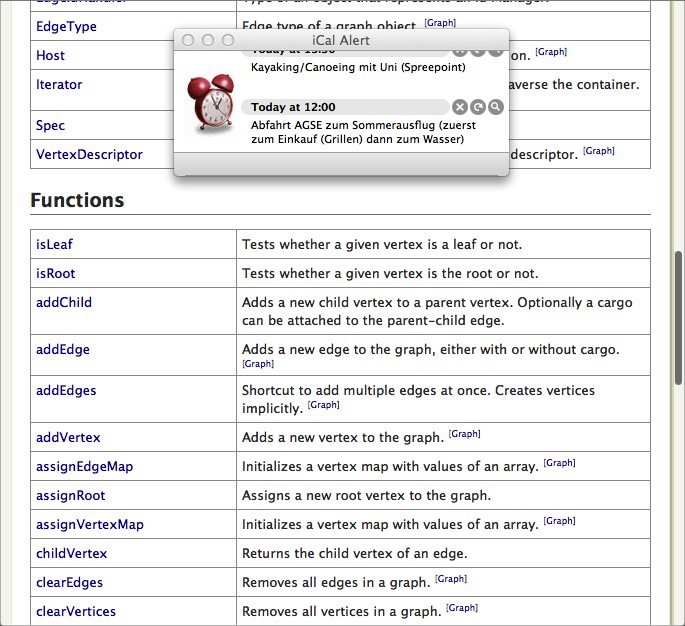 EdgeType Edge type of a graph object. [Graph]
iCal Alert
Host on. [Graph]
Kayaking/Canoeing mit Uni (Spreepoint)
Iterator averse the container.
Today at 12:00
Spec Abfahrt AGSE zum Sommerausflug (zuerst
zum Einkauf (Grillen) dann zum Wasser)
VertexDescriptor descriptor. [Graph]
Functions
isLeaf Tests whether a given vertex is a leaf or not.
isRoot Tests whether a given vertex is the root or not.
addChild Adds a new child vertex to a parent vertex. Optionally a cargo
can be attached to the parent-child edge.
addEdge Adds a new edge to the graph, either with or without cargo.
[Graph]
addEdges Shortcut to add multiple edges at once. Creates vertices
implicitly. [Graph]
addVertex Adds a new vertex to the graph. [Graph]
assignEdgeMap Initializes a vertex map with values of an array. [Graph]
assignRoot Assigns a new root vertex to the graph.
assignVertexMap Initializes a vertex map with values of an array. [Graph]
childVertex Returns the child vertex of an edge.
clearEdges Removes all edges in a graph. [Graph]
clearVertices Removes all vertices in a graph. [Graph]